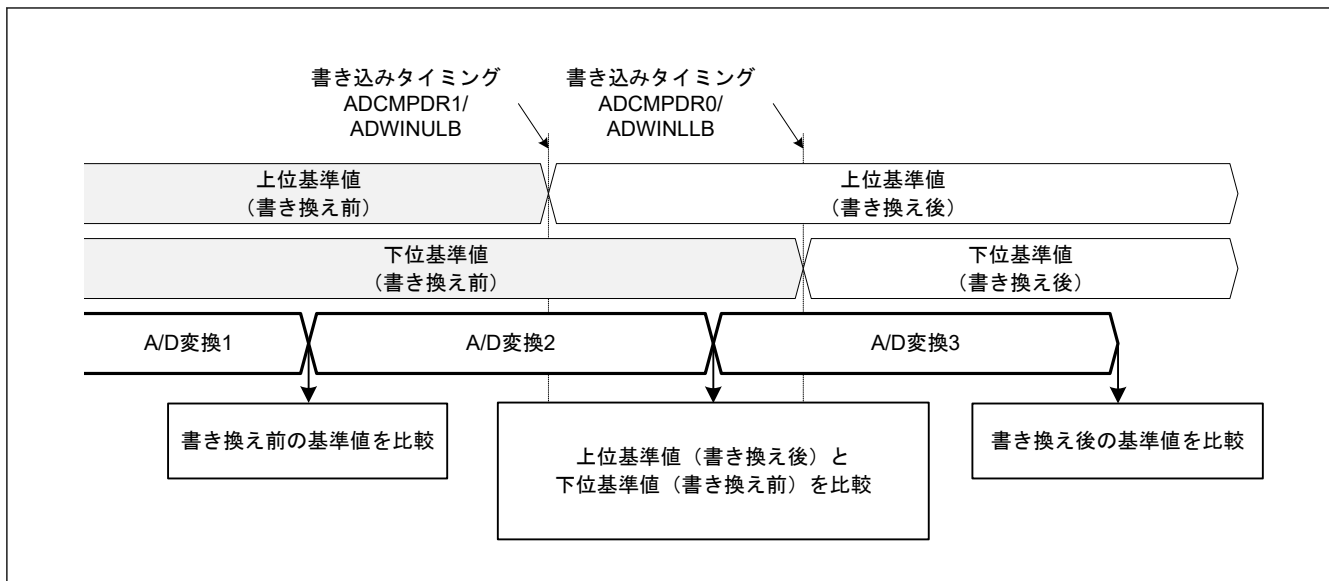 書き込みタイミング
ADCMPDR1/
ADWINULB
書き込みタイミング
ADCMPDR0/
ADWINLLB
上位基準値
（書き換え前）
上位基準値
（書き換え後）
下位基準値
（書き換え前）
下位基準値
（書き換え後）
A/D変換1
A/D変換2
A/D変換3
書き換え前の基準値を比較
上位基準値（書き換え後）と
下位基準値（書き換え前）を比較
書き換え後の基準値を比較